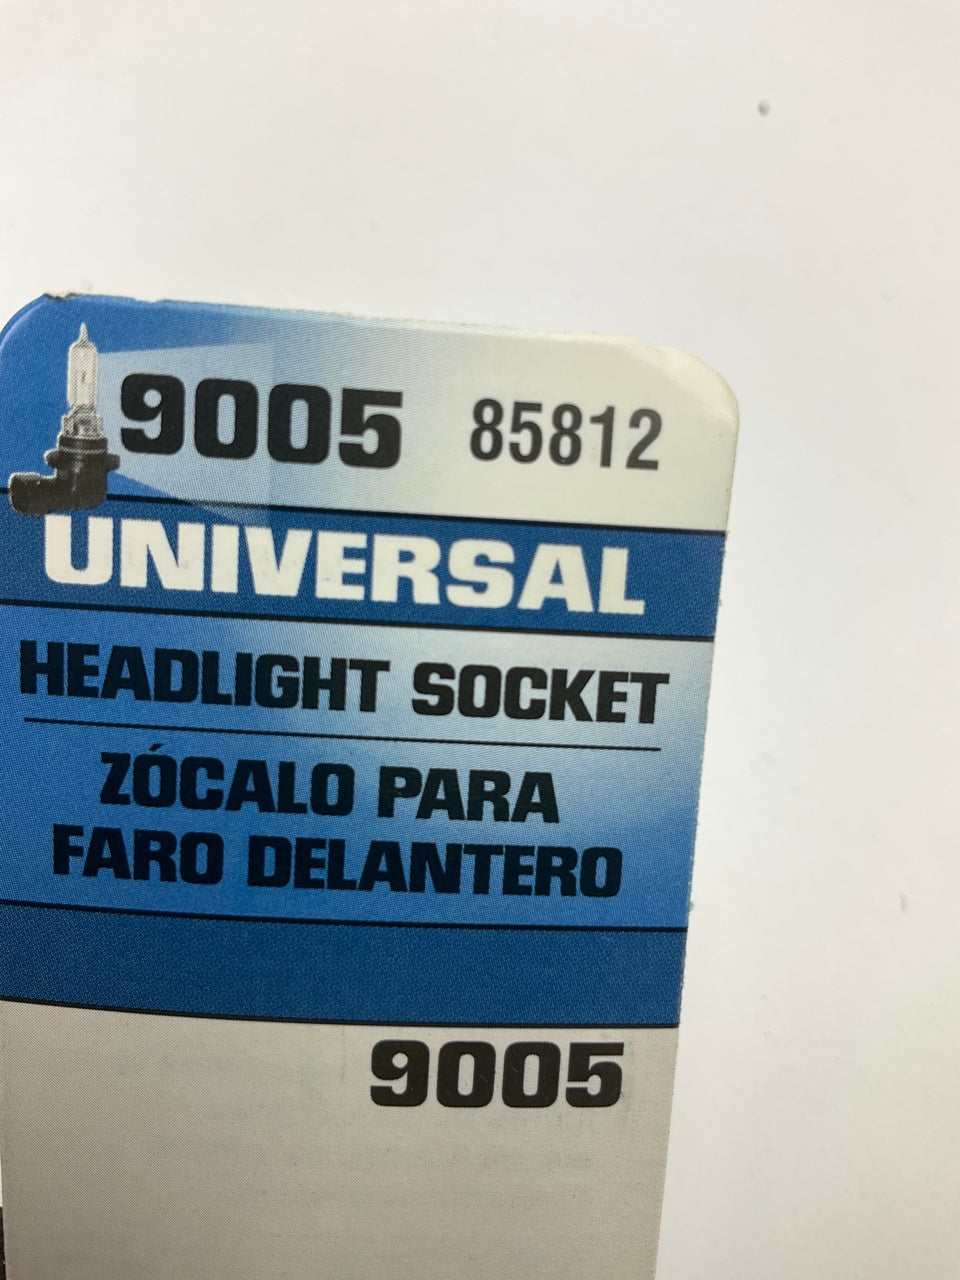 9005 85812
UNIVERSAL
HEADLIGHT SOCKET
ZÓCALO PARA
FARO DELANTERO
9005